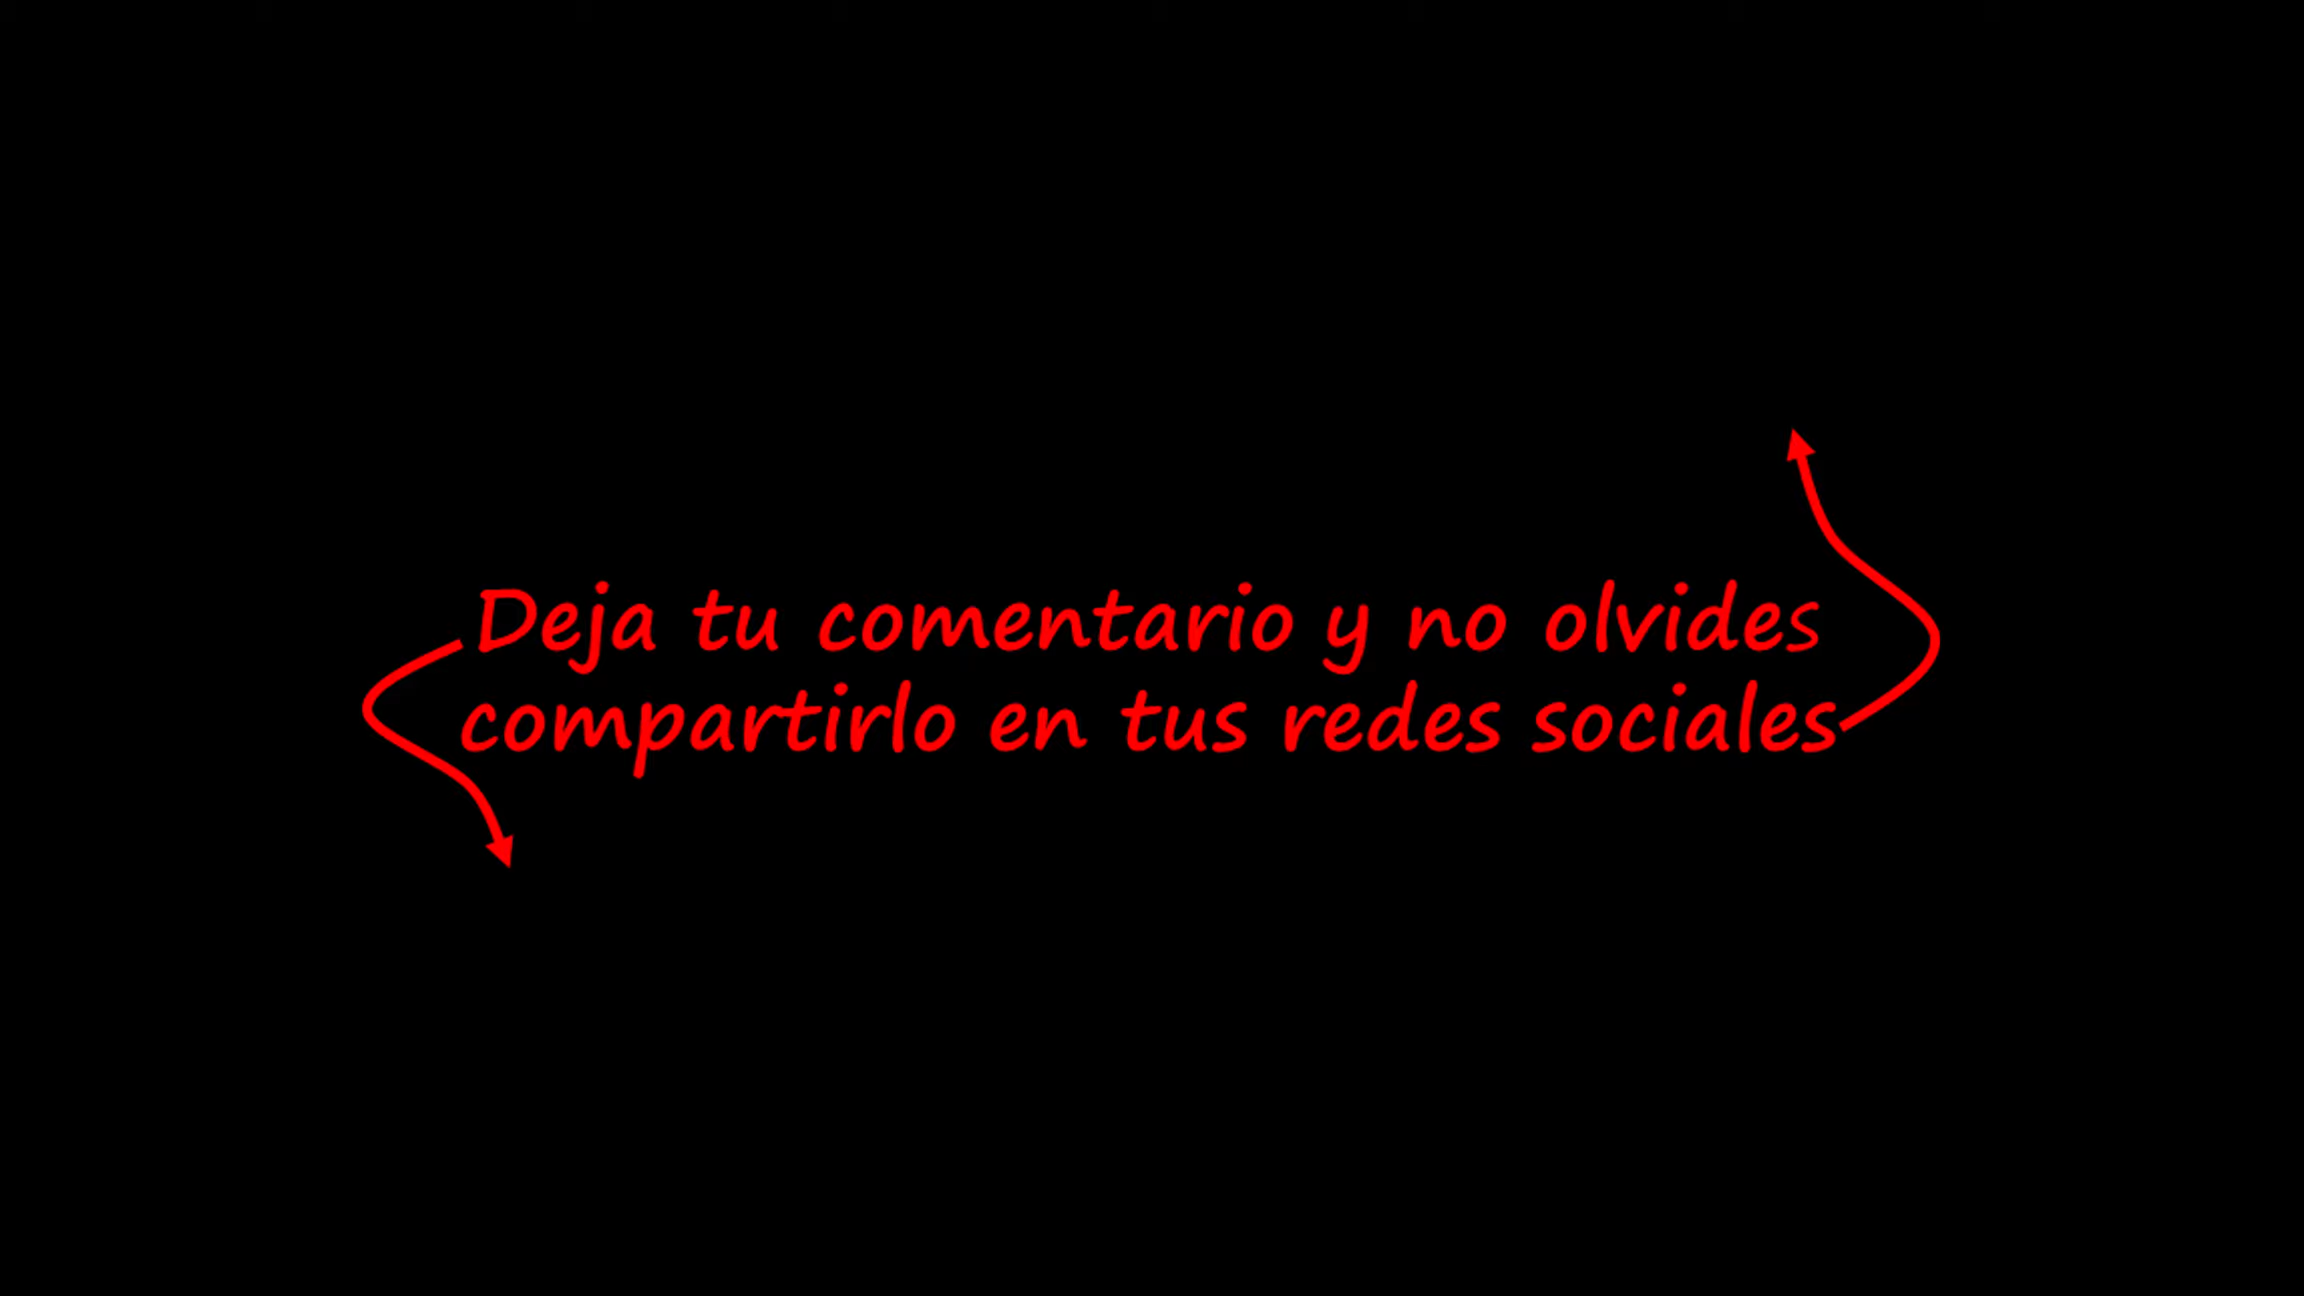 Deja tu comentario y no olvides
compartirlo en tus redes sociales